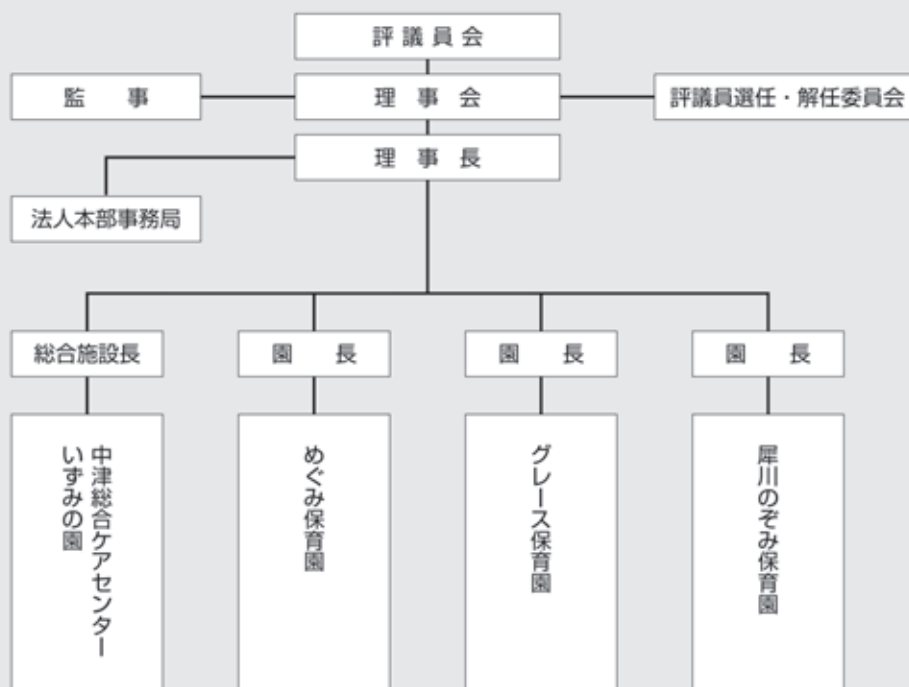 評議員会
監事
理事会
評議員選任・解任委員会
理事長
法人本部事務局
総合施設長
園長
園長
園長
中津総合ケアセンター
いずみの園
めぐみ保育園
グレース保育園
犀川のぞみ保育園